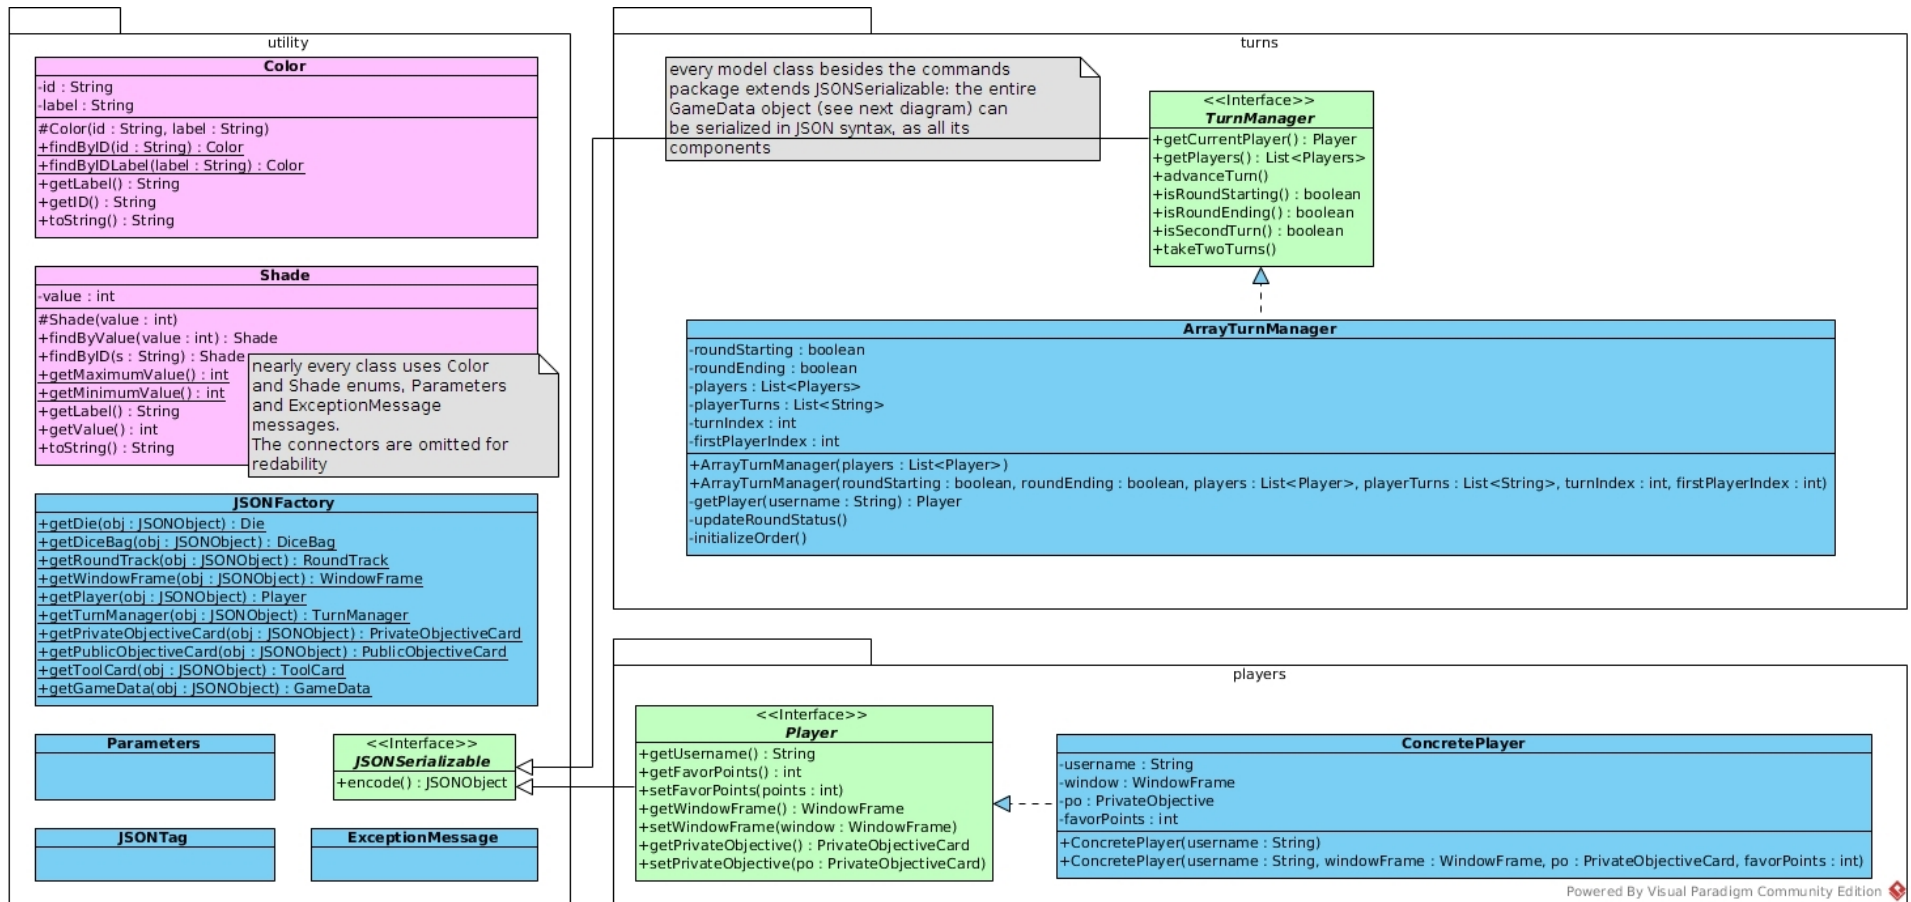 utility
Color
-id : String
-label : String
#Color(id : String, label : String)
+findByID(id : String) : Color
+findByIDLabel(label : String) : Color
+getLabel() : String
+getID() : String
+toString() : String
Shade
-value : int
#Shade(value : int)
+findByValue(value : int) : Shade
+findByID(s : String) : Shade
+getMaximumValue() : int
+getMinimumValue() : int
+getLabel() : String
+getValue() : int
+toString() : String
nearly every class uses Color
and Shade enums, Parameters
and ExceptionMessage
messages.
The connectors are omitted for
redability
JSONFactory
+getDie(obj : JSONObject) : Die
+getDiceBag(obj : JSONObject) : DiceBag
+getRoundTrack(obj : JSONObject) : RoundTrack
+getWindowFrame(obj : JSONObject) : WindowFrame
+getPlayer(obj : JSONObject) : Player
+getTurnManager(obj : JSONObject) : TurnManager
+getPrivateObjectiveCard(obj : JSONObject) : PrivateObjectiveCard
+getPublicObjectiveCard(obj : JSONObject) : PublicObjectiveCard
+getToolCard(obj : JSONObject) : ToolCard
+getGameData(obj : JSONObject) : GameData
Parameters
<<Interface>>
JSONSerializable
+encode() : JSONObject
JSONTag
ExceptionMessage
turns
every model class besides the commands
package extends JSONSerializable: the entire
GameData object (see next diagram) can
be serialized in JSON syntax, as all its
components
<<Interface>>
TurnManager
+getCurrentPlayer() : Player
+getPlayers() : List<Players>
+advanceTurn()
+isRoundStarting() : boolean
+isRoundEnding() : boolean
+isSecondTurn() : boolean
+takeTwoTurns()
ArrayTurnManager
-roundStarting : boolean
-roundEnding : boolean
-players : List<Players>
-playerTurns : List<String>
-turnIndex : int
-firstPlayerIndex : int
+ArrayTurnManager(players : List<Player>)
+ArrayTurnManager(roundStarting : boolean, roundEnding : boolean, players : List<Player>, playerTurns : List<String>, turnIndex : int, firstPlayerIndex : int)
-getPlayer(username : String) : Player
-updateRoundStatus()
-initializeOrder()
players
<<Interface>>
Player
+getUsername() : String
+getFavorPoints() : int
+setFavorPoints(points : int)
+getWindowFrame() : WindowFrame
+setWindowFrame(window : WindowFrame)
+getPrivateObjective() : PrivateObjectiveCard
+setPrivateObjective(po : PrivateObjectiveCard)
ConcretePlayer
-username : String
-window : WindowFrame
-po : PrivateObjective
-favorPoints : int
+ConcretePlayer(username : String)
+ConcretePlayer(username : String, windowFrame : WindowFrame, po : PrivateObjectiveCard, favorPoints : int)
Powered By Visual Paradigm Community Edition